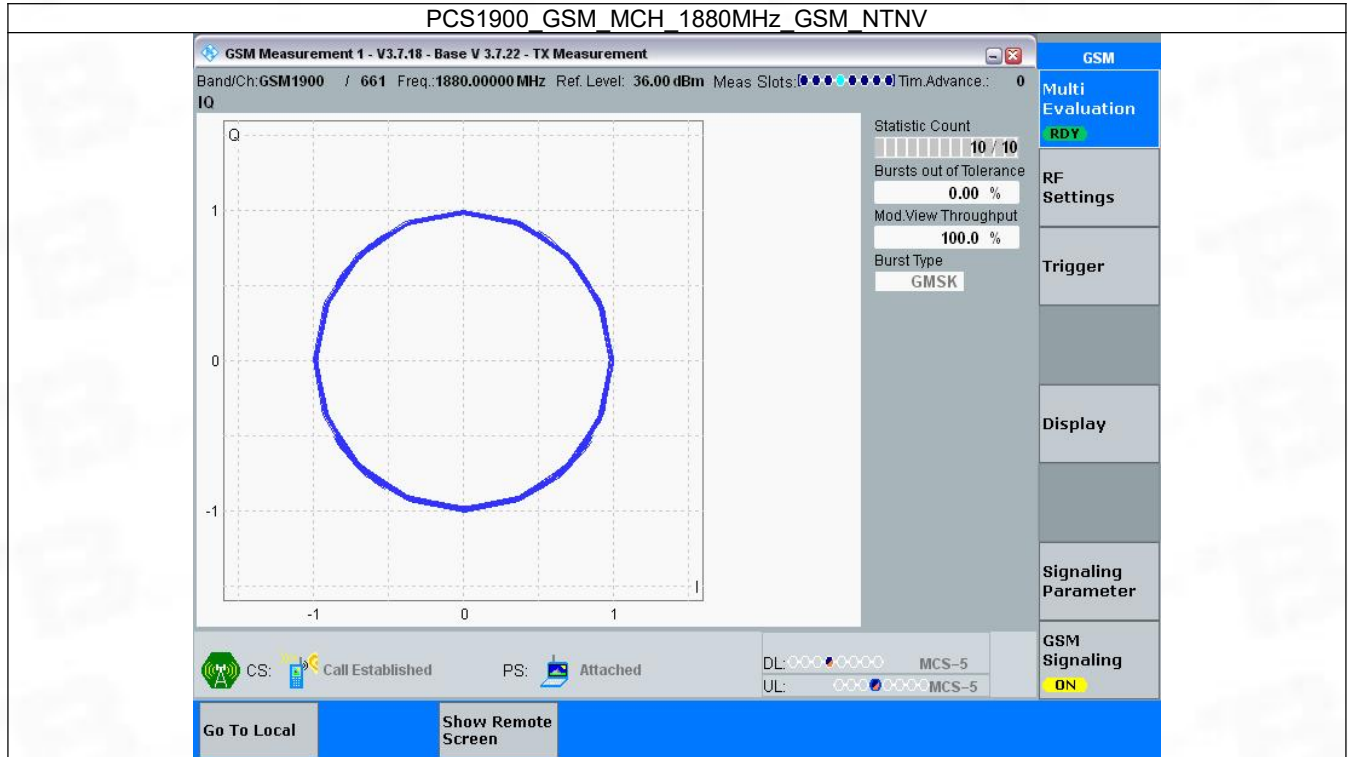 PCS1900_GSM_MCH_1880MHz_GSM_NTNV
GSM Measurement 1 - V3.7.18 - Base V 3.7.22 - TX Measurement
GSM
Band/Ch:GSM1900 / 661 Freq.:1880.00000 MHz Ref. Level: 36.00 dBm Meas Slots: Tim.Advance.: 0
IQ
Multi
Evaluation
RDY
Q
1
0
-1
-1 0 1
I
Statistic Count
10 / 10
Bursts out of Tolerance
0.00 %
Mod.View Throughput
100.0 %
Burst Type
GMSK
RF
Settings
Trigger
Display
Signaling
Parameter
GSM
Signaling
ON
CS: Call Established PS: Attached DL: MCS-5
UL: MCS-5
Go To Local
Show Remote
Screen